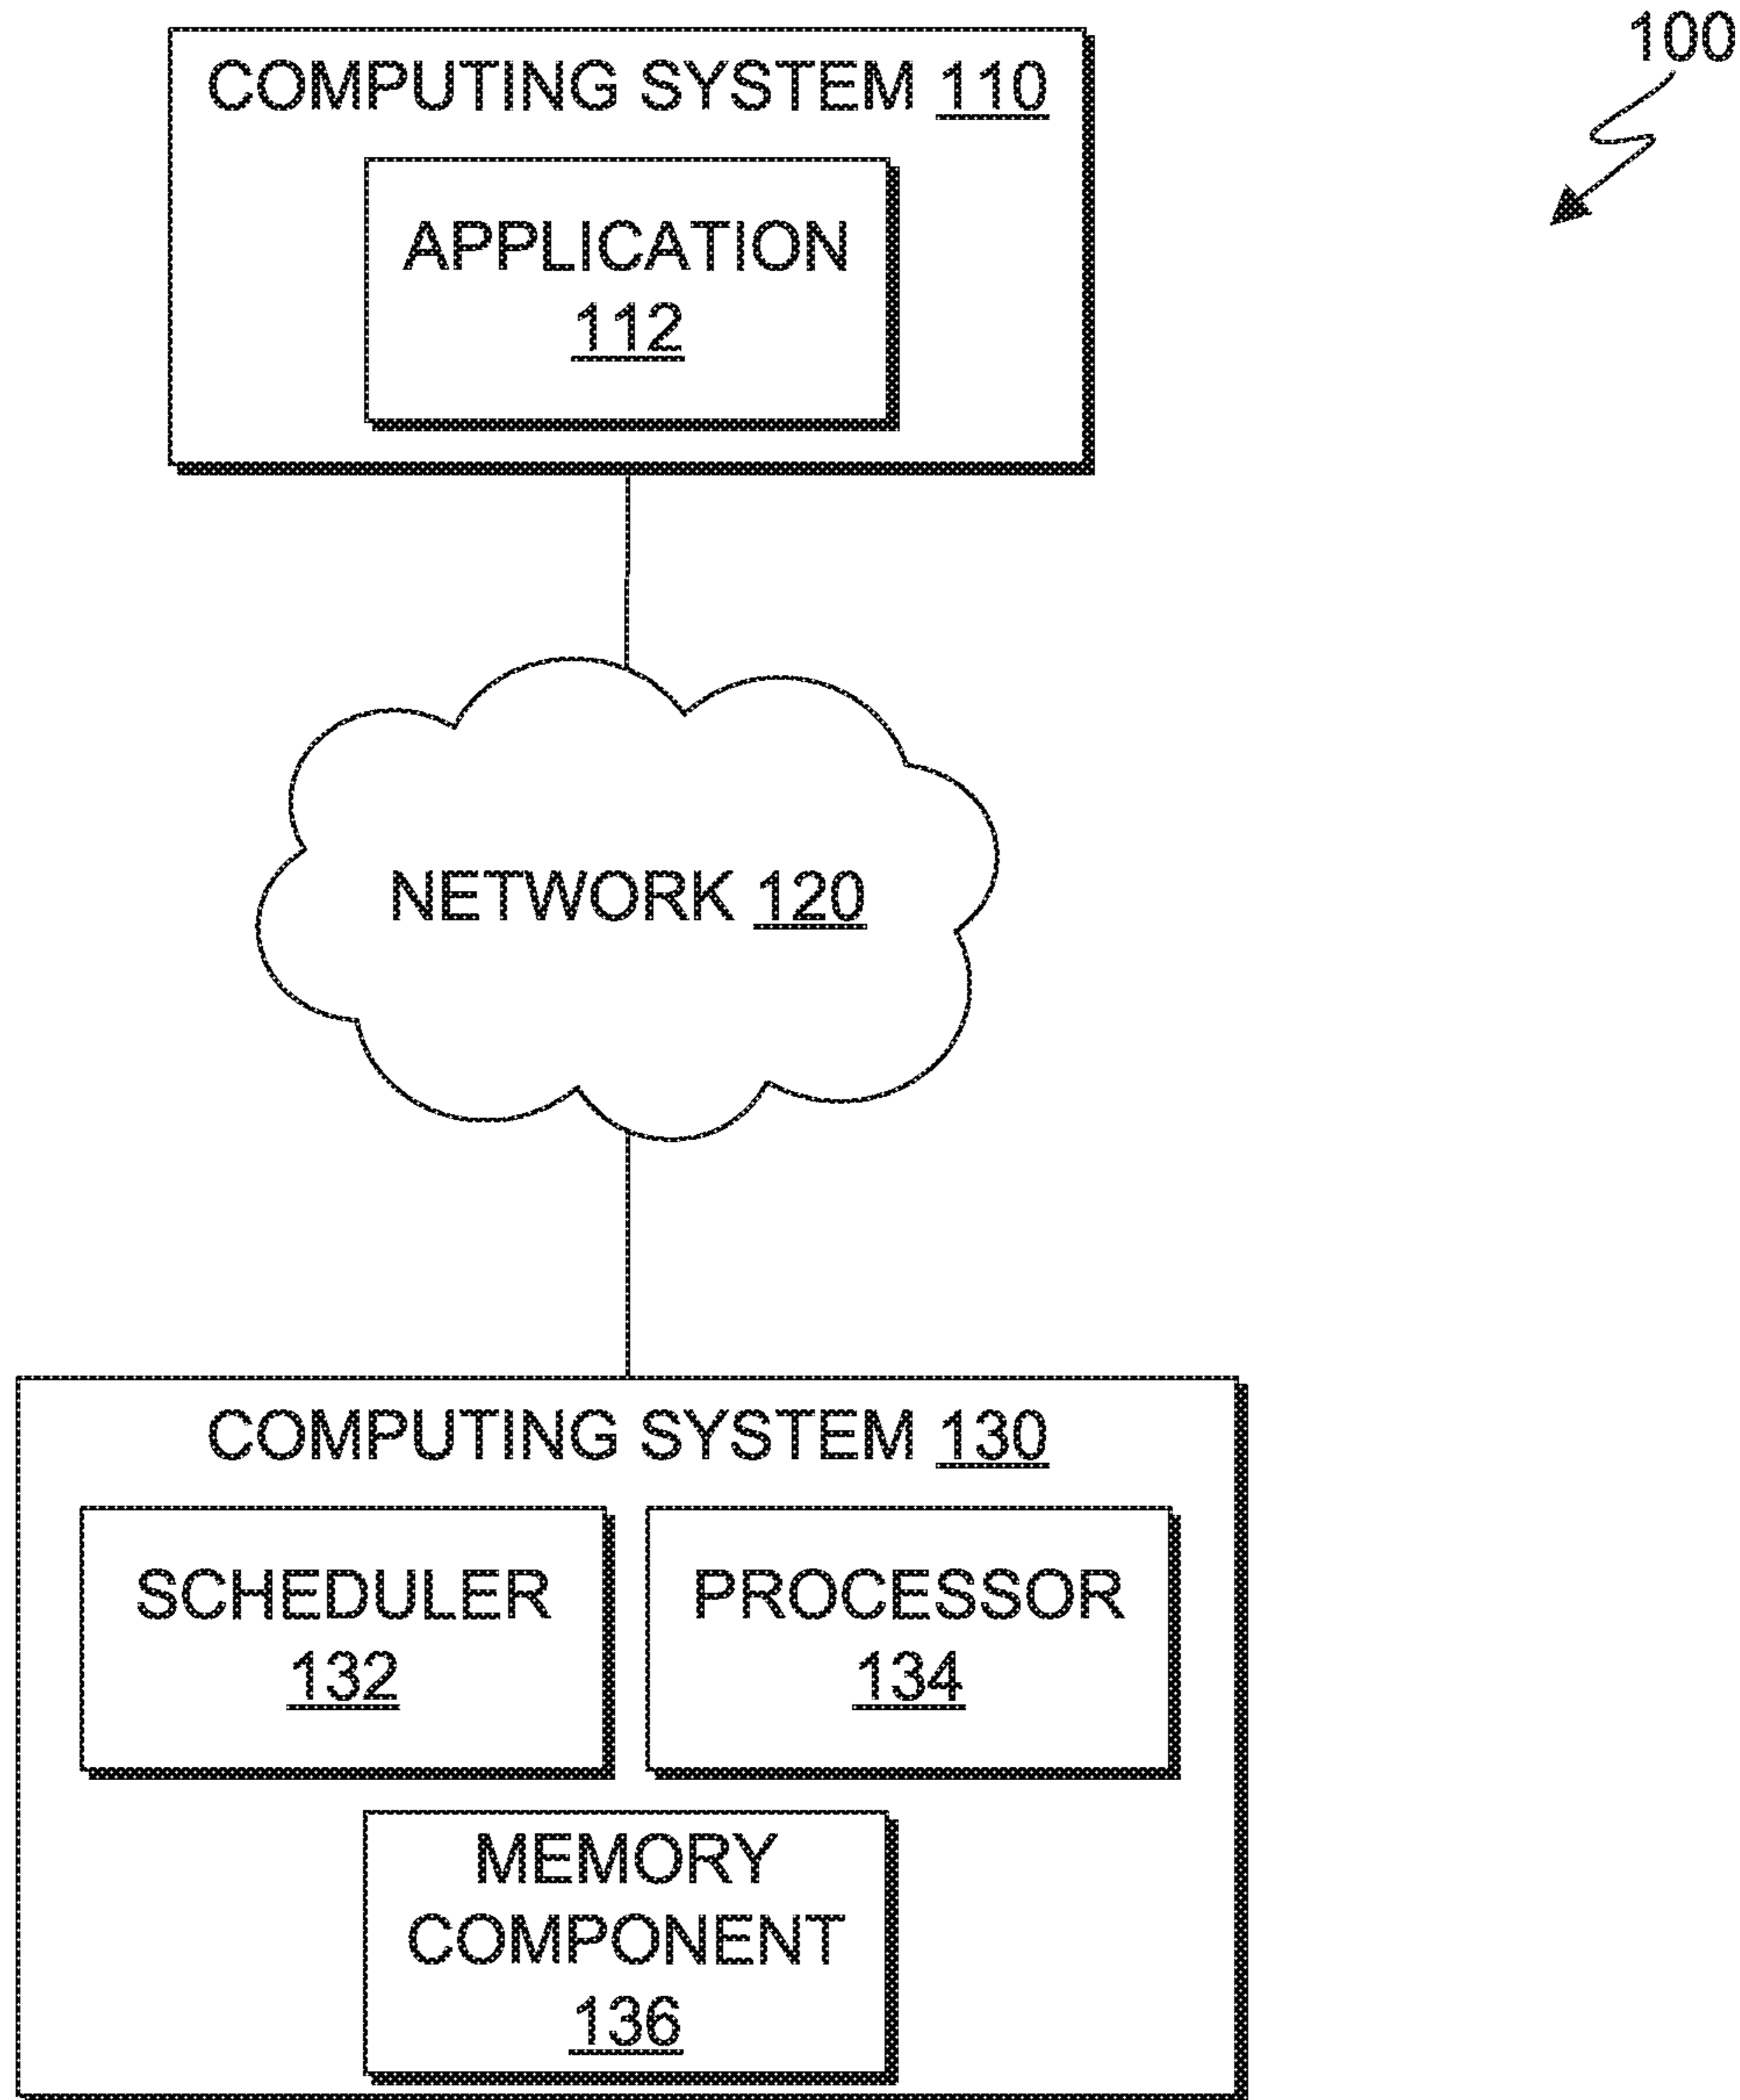 100
COMPUTING SYSTEM 110
APPLICATION
112
NETWORK 120
COMPUTING SYSTEM 130
SCHEDULER
132
PROCESSOR
134
MEMORY
COMPONENT
136